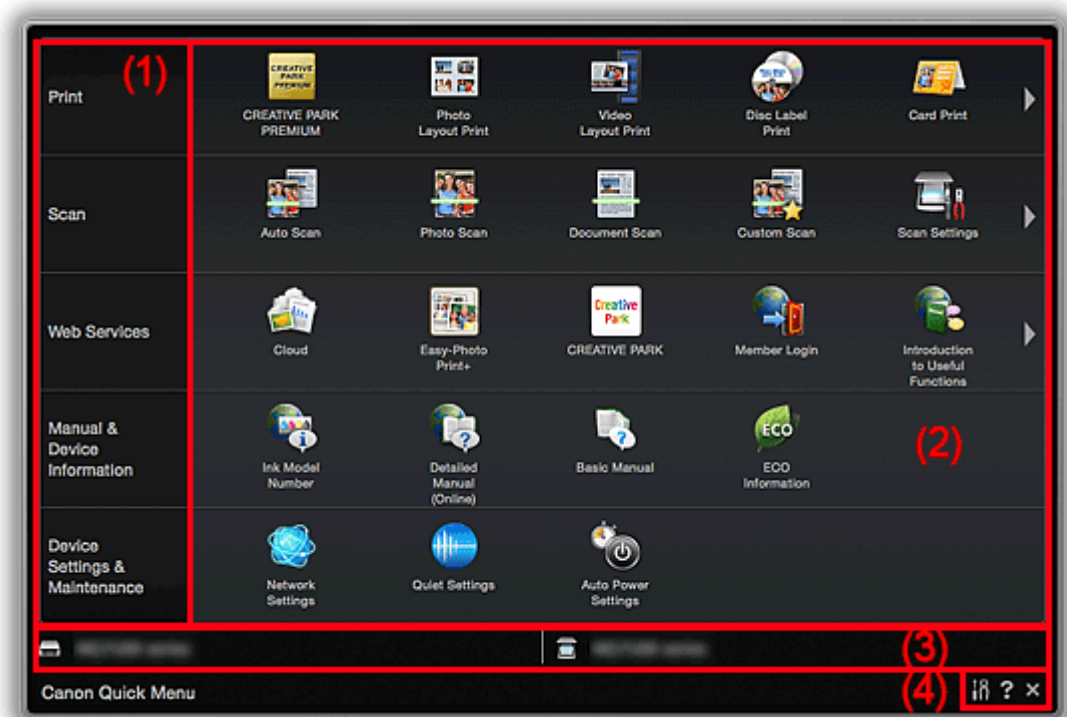 (1)
Print
CREATIVE
PARK
PREMIUM
CREATIVE PARK
PREMIUM
Photo
Layout Print
Video
Layout Print
Disc Label
Print
Card Print
Scan
Auto Scan
Photo Scan
Document Scan
Custom Scan
Scan Settings
Web Services
Cloud
Easy-Photo
Print+
Creative
Park
CREATIVE PARK
Member Login
Introduction
to Useful
Functions
Manual &
Device
Information
Ink Model
Number
Detailed
Manual
(Online)
Basic Manual
ECO
ECO
Information
(2)
Device
Settings &
Maintenance
Network
Settings
Quiet Settings
Auto Power
Settings
(3)
Canon Quick Menu
(4)
? ×